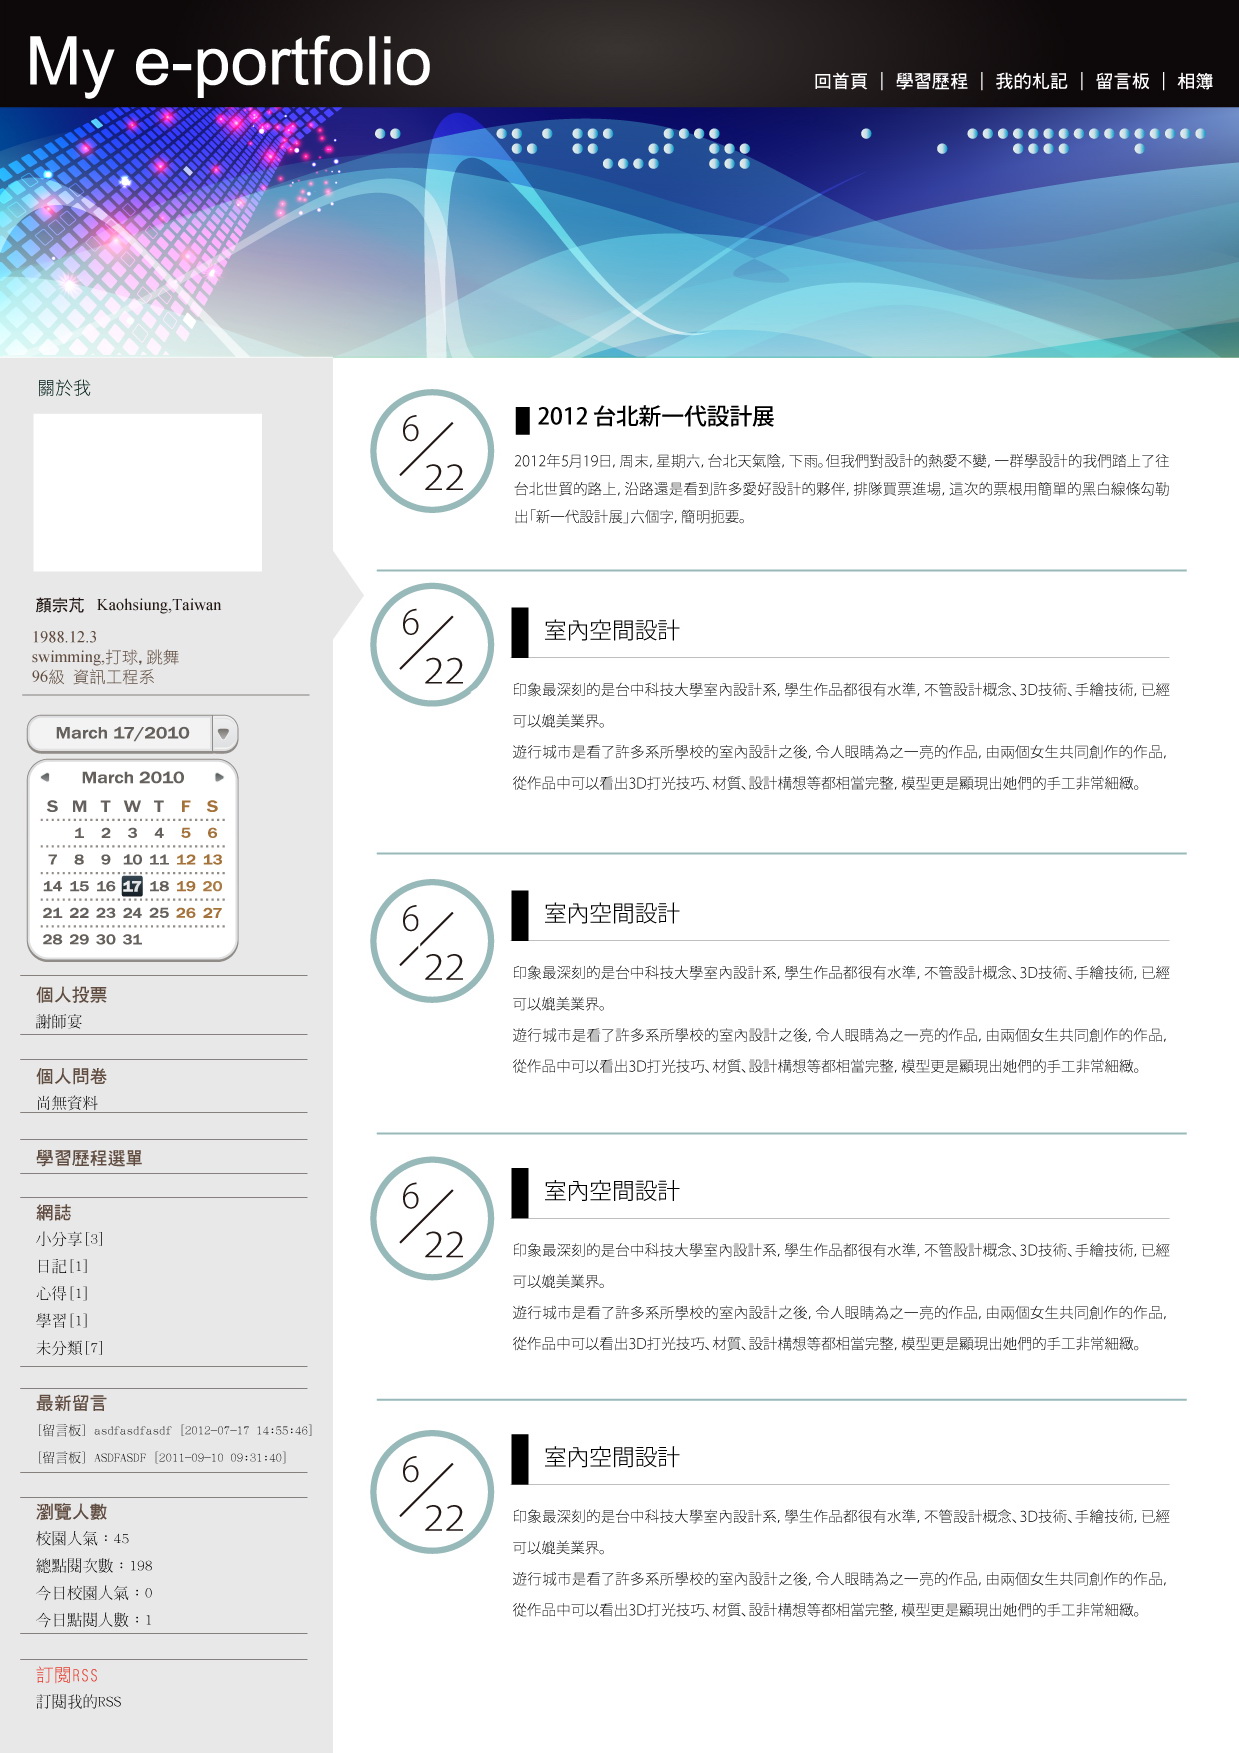 My e-portfolio
回首頁 | 學習歷程 | 我的札記 | 留言板 | 相簿
關於我
顏宗芃 Kaohsiung,Taiwan
1988.12.3
swimming,打球, 跳舞
96級 資訊工程系
March 17/2010
March 2010
S M T W T F S
1 2 3 4 5 6
7 8 9 10 11 12 13
14 15 16 17 18 19 20
21 22 23 24 25 26 27
28 29 30 31
個人投票
謝師宴
個人問卷
尚無資料
學習歷程選單
網誌
小分享[3]
日記[1]
心得[1]
學習[1]
未分類[7]
最新留言
[留言板] asdfasdfasdf [2012-07-17 14:55:46]
[留言板] ASDFASDF [2011-09-10 09:31:40]
瀏覽人數
校園人氣：45
總點閱次數：198
今日校園人氣：0
今日點閱人數：1
訂閱RSS
訂閱我的RSS
6/22
2012 台北新一代設計展
2012年5月19日, 周末, 星期六, 台北天氣陰, 下雨。但我們對設計的熱愛不變, 一群學設計的我們踏上了往
台北世貿的路上, 沿路還是看到許多愛好設計的夥伴, 排隊買票進場, 這次的票根用簡單的黑白線條勾勒
出「新一代設計展」六個字, 簡明扼要。
6/22
室內空間設計
印象最深刻的是台中科技大學室內設計系, 學生作品都很有水準, 不管設計概念、3D技術、手繪技術, 已經
可以媲美業界。
遊行城市是看了許多系所學校的室內設計之後, 令人眼睛為之一亮的作品, 由兩個女生共同創作的作品,
從作品中可以看出3D打光技巧、材質、設計構想等都相當完整, 模型更是顯現出她們的手工非常細緻。
6/22
室內空間設計
印象最深刻的是台中科技大學室內設計系, 學生作品都很有水準, 不管設計概念、3D技術、手繪技術, 已經
可以媲美業界。
遊行城市是看了許多系所學校的室內設計之後, 令人眼睛為之一亮的作品, 由兩個女生共同創作的作品,
從作品中可以看出3D打光技巧、材質、設計構想等都相當完整, 模型更是顯現出她們的手工非常細緻。
6/22
室內空間設計
印象最深刻的是台中科技大學室內設計系, 學生作品都很有水準, 不管設計概念、3D技術、手繪技術, 已經
可以媲美業界。
遊行城市是看了許多系所學校的室內設計之後, 令人眼睛為之一亮的作品, 由兩個女生共同創作的作品,
從作品中可以看出3D打光技巧、材質、設計構想等都相當完整, 模型更是顯現出她們的手工非常細緻。
6/22
室內空間設計
印象最深刻的是台中科技大學室內設計系, 學生作品都很有水準, 不管設計概念、3D技術、手繪技術, 已經
可以媲美業界。
遊行城市是看了許多系所學校的室內設計之後, 令人眼睛為之一亮的作品, 由兩個女生共同創作的作品,
從作品中可以看出3D打光技巧、材質、設計構想等都相當完整, 模型更是顯現出她們的手工非常細緻。